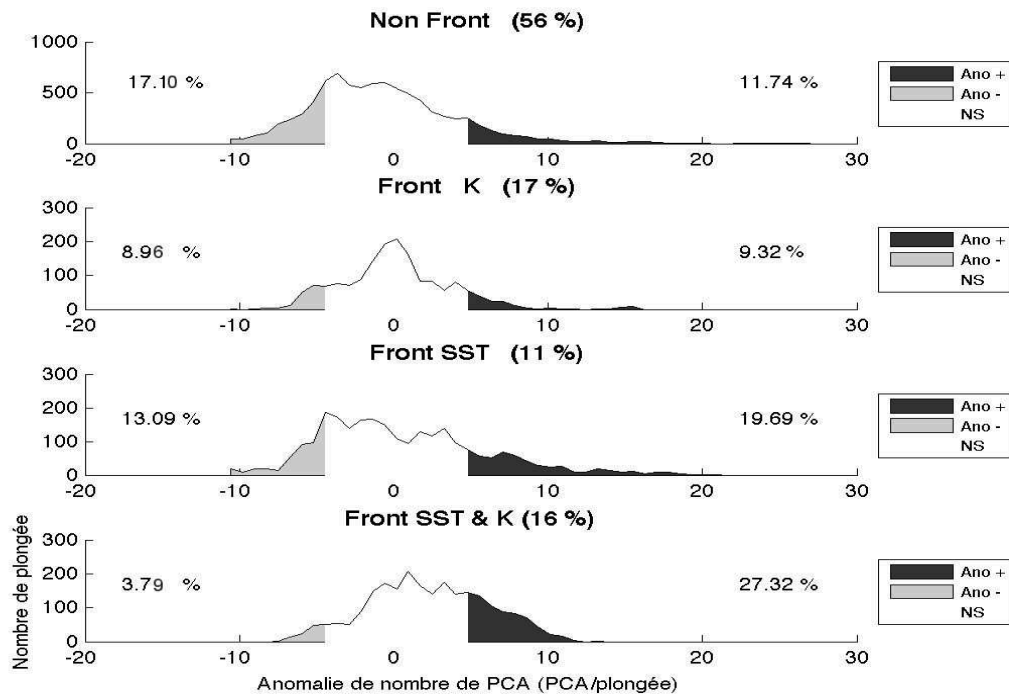 Non Front (56 %)
1000
500
0
17.10 %
11.74 %
-20 -10 0 10 20 30
Ano +
Ano -
NS
Front K (17 %)
300
200
100
0
8.96 %
9.32 %
-20 -10 0 10 20 30
Ano +
Ano -
NS
Front SST (11 %)
300
200
100
0
13.09 %
19.69 %
-20 -10 0 10 20 30
Ano +
Ano -
NS
Front SST & K (16 %)
Nombre de plongée
300
200
100
0
3.79 %
27.32 %
-20 -10 0 10 20 30
Ano +
Ano -
NS
Anomalie de nombre de PCA (PCA/plongée)